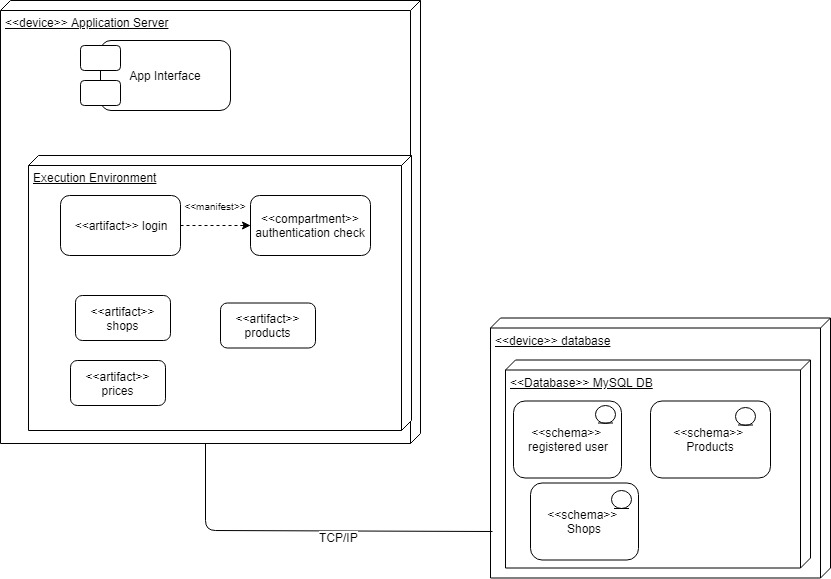 <<device>> Application Server
App Interface
Execution Environment
<<artifact>> login
<<manifest>>
<<compartment>>
authentication check
<<artifact>>
shops
<<artifact>>
products
<<artifact>>
prices
<<device>> database
<<Database>> MySQL DB
<<schema>>
registered user
<<schema>>
Products
<<schema>>
Shops
TCP/IP